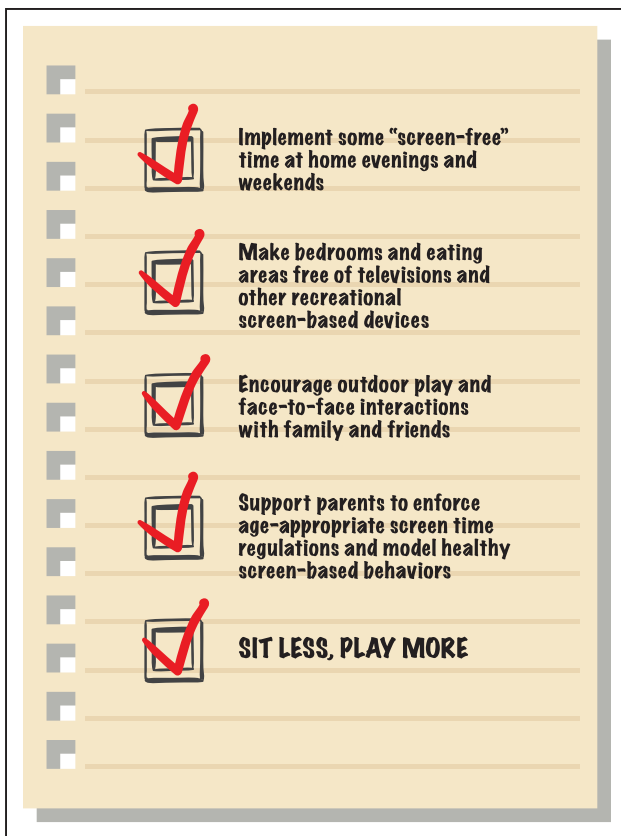 Implement some “screen-free”
time at home evenings and
weekends
Make bedrooms and eating
areas free of televisions and
other recreational
screen-based devices
Encourage outdoor play and
face-to-face interactions
with family and friends
Support parents to enforce
age-appropriate screen time
regulations and model healthy
screen-based behaviors
SIT LESS, PLAY MORE